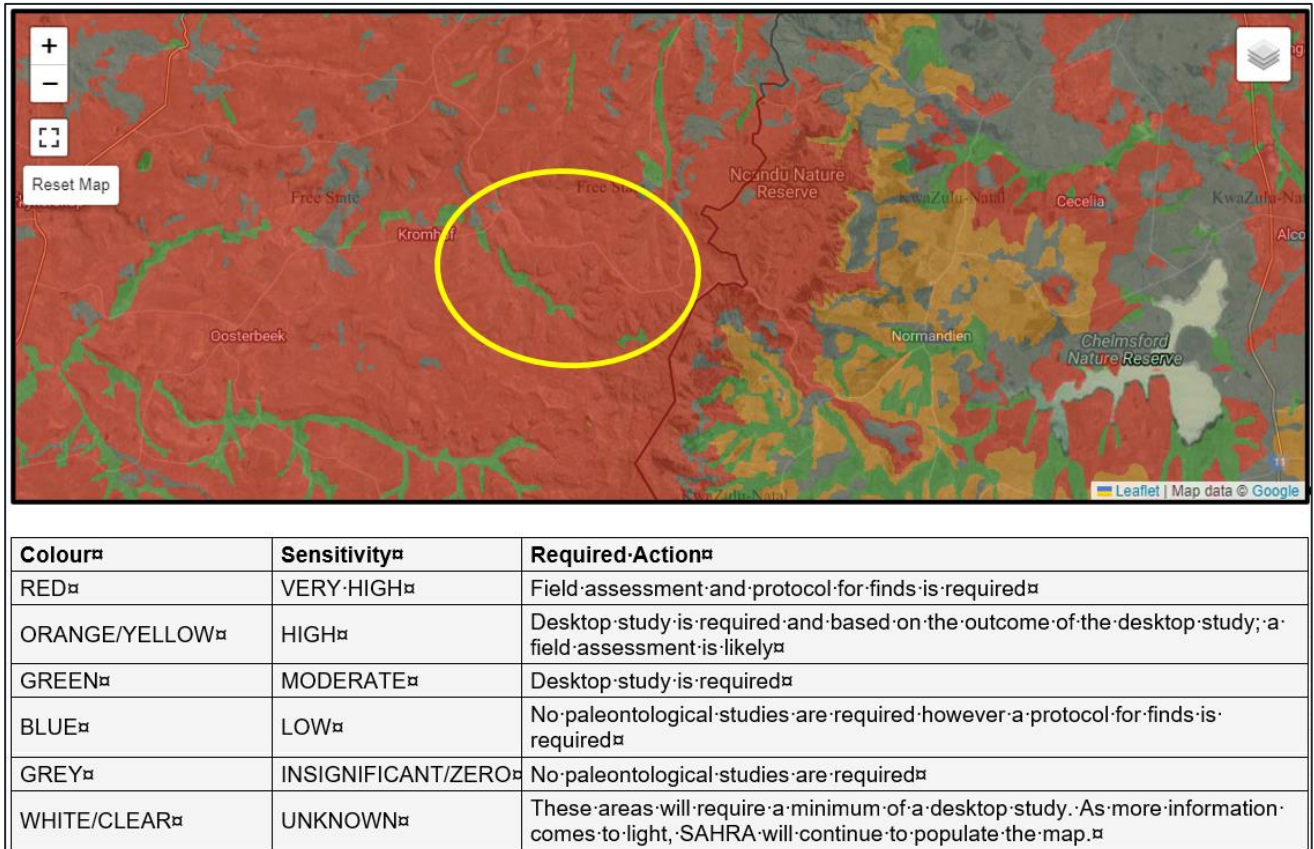 +
−
Reset Map
Free State
Free
Ncandu Nature
Reserve
KwaZulu-Natal
Cecelia
Kromhof
Oosterbeek
Normandien
Chelmsford
Nature Reserve
KwaZulu-Natal
11
Leaflet | Map data © Google
Colour¤ Sensitivity¤ Required·Action¤
RED¤ VERY·HIGH¤ Field·assessment·and·protocol·for·finds·is·required¤
ORANGE/YELLOW¤ HIGH¤ Desktop·study·is·required·and·based·on·the·outcome·of·the·desktop·study;·a·
field·assessment·is·likely¤
GREEN¤ MODERATE¤ Desktop·study·is·required¤
BLUE¤ LOW¤ No·paleontological·studies·are·required·however·a·protocol·for·finds·is·
required¤
GREY¤ INSIGNIFICANT/ZERO¤ No·paleontological·studies·are·required¤
WHITE/CLEAR¤ UNKNOWN¤ These·areas·will·require·a·minimum·of·a·desktop·study.·As·more·information·
comes·to·light,·SAHRA·will·continue·to·populate·the·map.¤